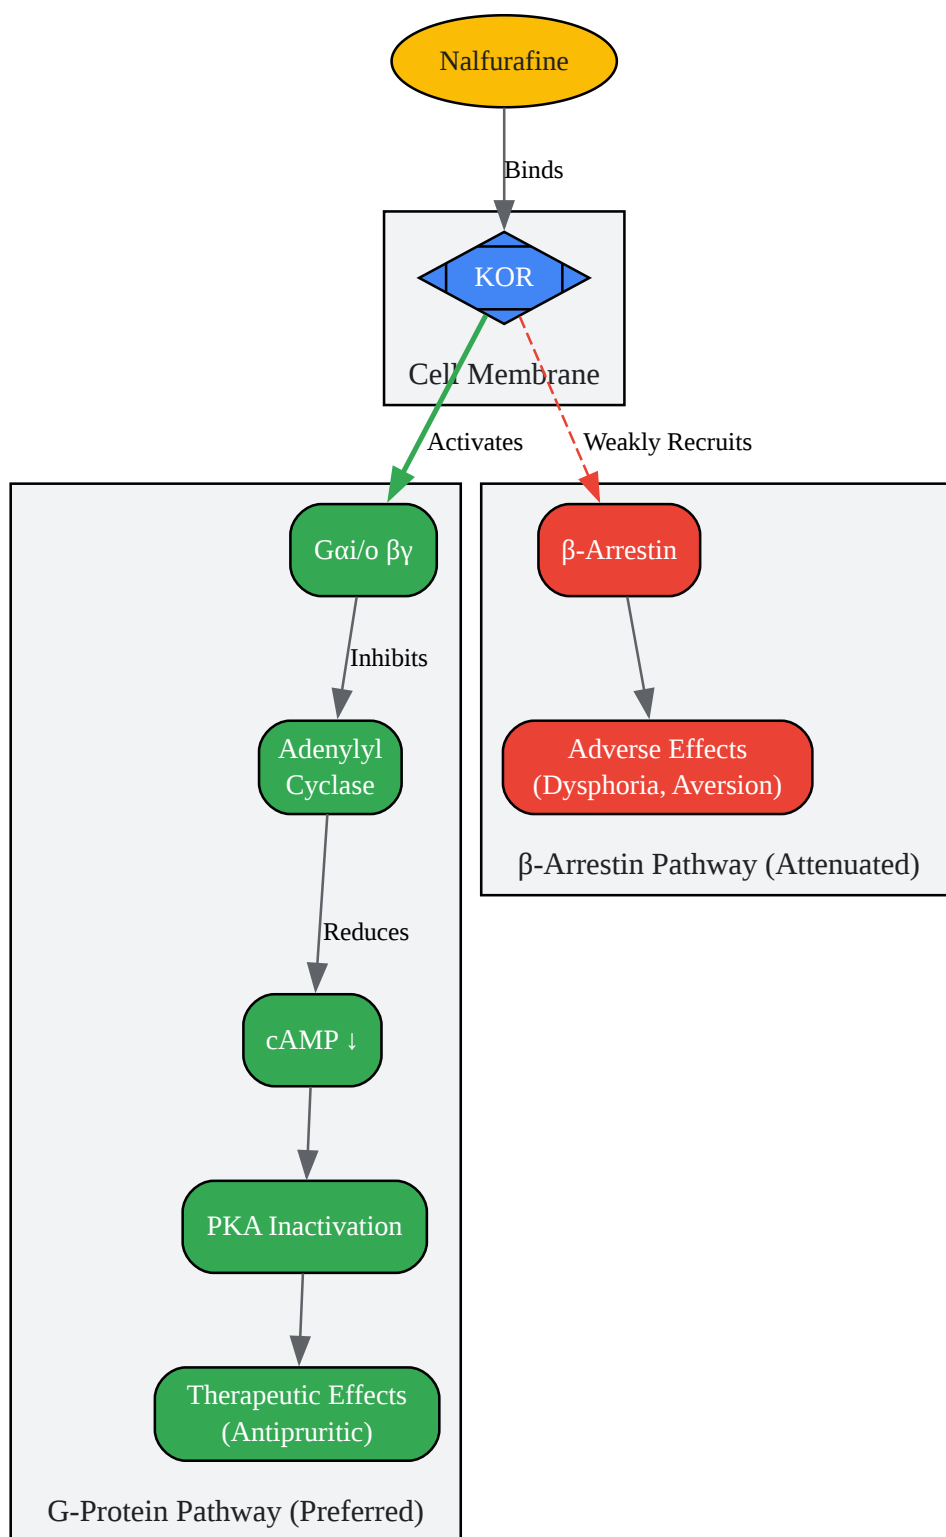 Nalfurafine
Binds
KOR
Cell Membrane
Activates
Weakly Recruits
Gαi/o βγ
β-Arrestin
Inhibits
Adenylyl
Cyclase
Adverse Effects
(Dysphoria, Aversion)
β-Arrestin Pathway (Attenuated)
Reduces
cAMP ↓
PKA Inactivation
Therapeutic Effects
(Antipruritic)
G-Protein Pathway (Preferred)